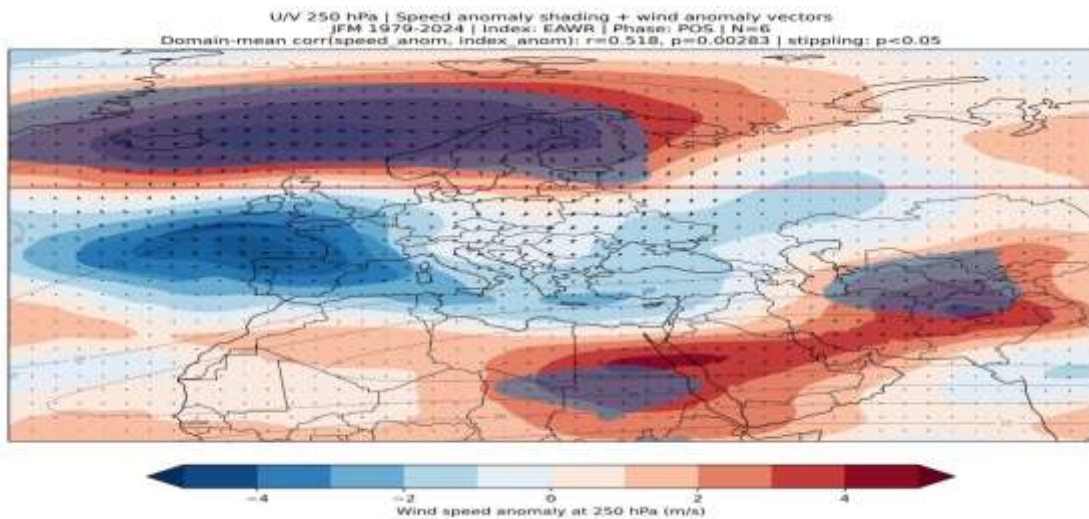 U/V 250 hPa | Speed anomaly shading + wind anomaly vectors
JFM 1979-2024 | Index: EAWR | Phase: POS | N=6
Domain-mean corr(speed_anom, index_anom): r=0.518, p=0.00283 | stippling: p<0.05
−4 −2 0 2 4
Wind speed anomaly at 250 hPa (m/s)